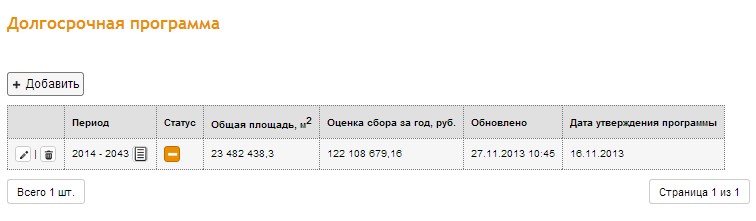 Долгосрочная программа
+ Добавить
Период Статус Общая площадь, м2 Оценка сбора за год, руб. Обновлено Дата утверждения программы
| 2014 - 2043 23 482 438,3 122 108 679,16 27.11.2013 10:45 16.11.2013
Всего 1 шт. Страница 1 из 1